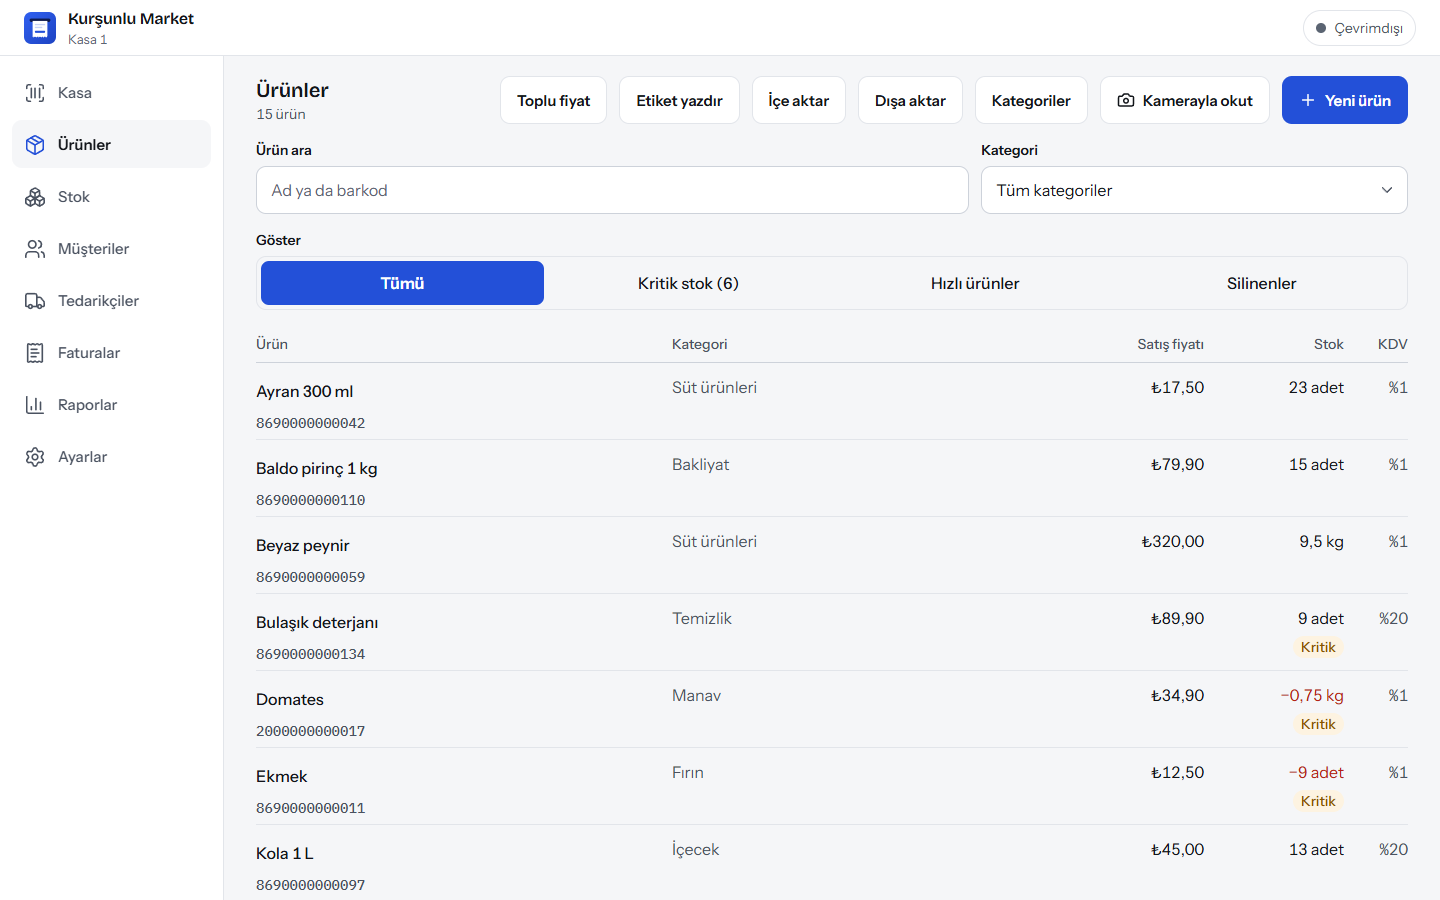 Kurşunlu Market
Kasa 1
Çevrimdışı
Kasa
Ürünler
Stok
Müşteriler
Tedarikçiler
Faturalar
Raporlar
Ayarlar
Ürünler
15 ürün
Toplu fiyat
Etiket yazdır
İçe aktar
Dışa aktar
Kategoriler
Kamerayla okut
Yeni ürün
Ürün ara
Kategori
Ad ya da barkod
Tüm kategoriler
Göster
Tümü
Kritik stok (6)
Hızlı ürünler
Silinenler
Ürün Kategori Satış fiyatı Stok KDV
Ayran 300 ml Süt ürünleri ₺17,50 23 adet %1
8690000000042
Baldo pirinç 1 kg Bakliyat ₺79,90 15 adet %1
8690000000110
Beyaz peynir Süt ürünleri ₺320,00 9,5 kg %1
8690000000059
Bulaşık deterjanı Temizlik ₺89,90 9 adet %20
Kritik
8690000000134
Domates Manav ₺34,90 −0,75 kg %1
Kritik
2000000000017
Ekmek Fırın ₺12,50 −9 adet %1
Kritik
8690000000011
Kola 1 L İçecek ₺45,00 13 adet %20
8690000000097